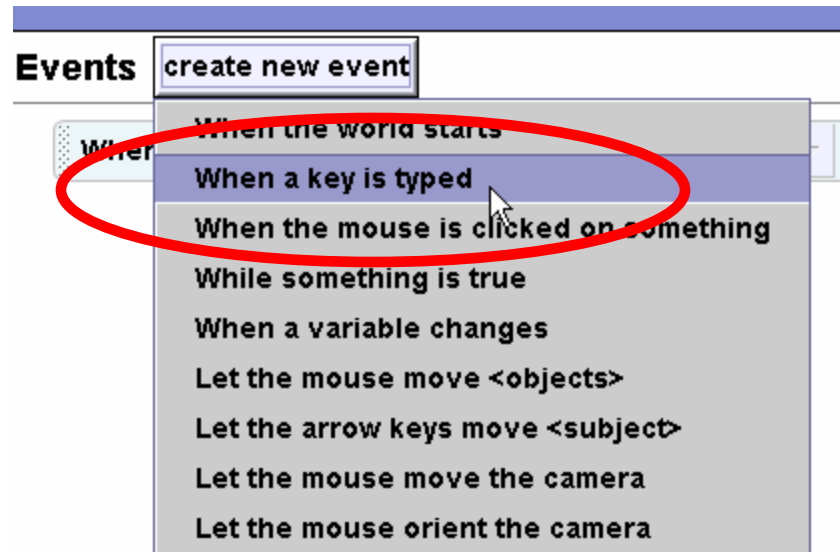 Events create new event
When
When the world starts
When a key is typed
When the mouse is clicked on something
While something is true
When a variable changes
Let the mouse move <objects>
Let the arrow keys move <subject>
Let the mouse move the camera
Let the mouse orient the camera